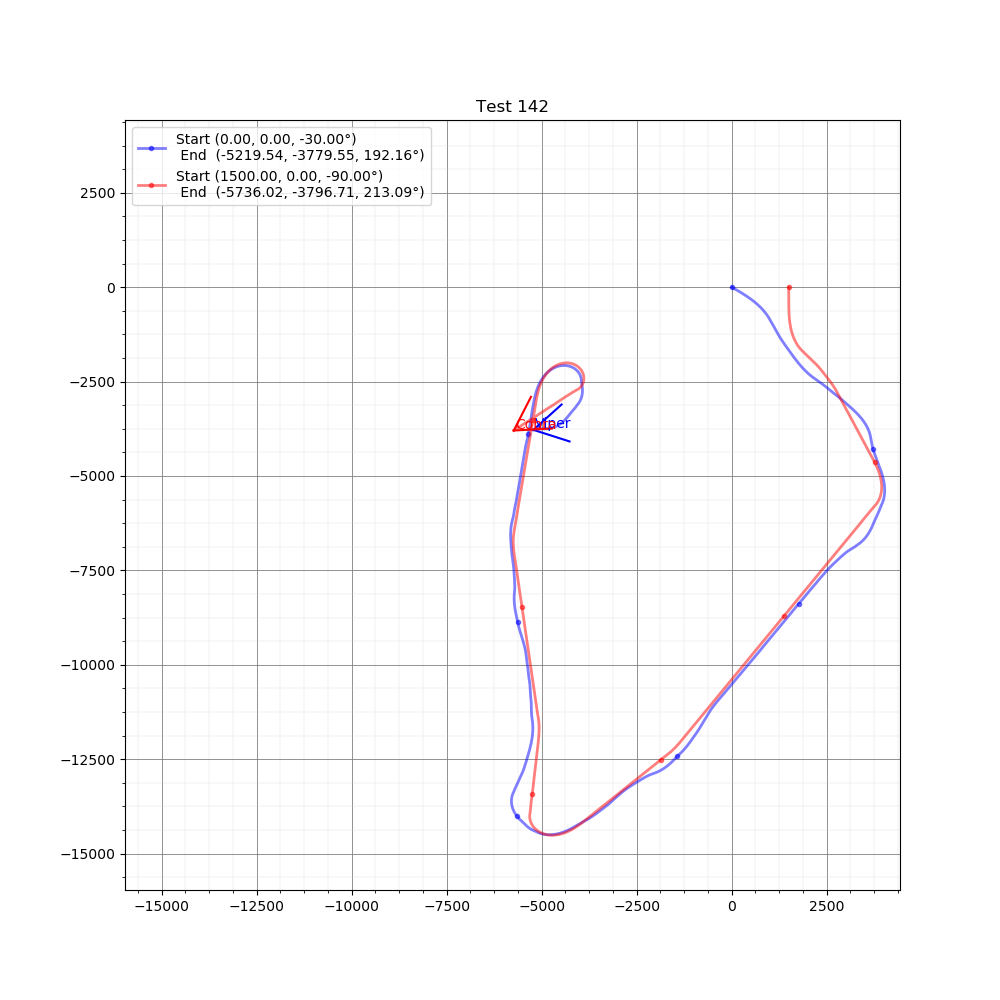 Test 142
Start (0.00, 0.00, -30.00°)
End (-5219.54, -3779.55, 192.16°)
Start (1500.00, 0.00, -90.00°)
End (-5736.02, -3796.71, 213.09°)
2500
0
−2500
−5000
−7500
−10000
−12500
−15000
−15000 −12500 −10000 −7500 −5000 −2500 0 2500